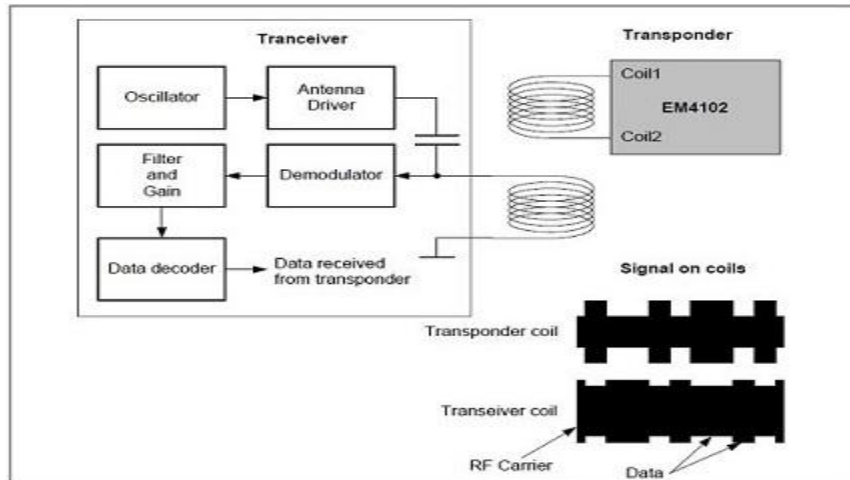 Tranceiver
Transponder
Oscillator
Antenna
Driver
Coil1
EM4102
Coil2
Filter
and
Gain
Demodulator
Data decoder
Data received
from transponder
Signal on coils
Transponder coil
Transeiver coil
RF Carrier
Data